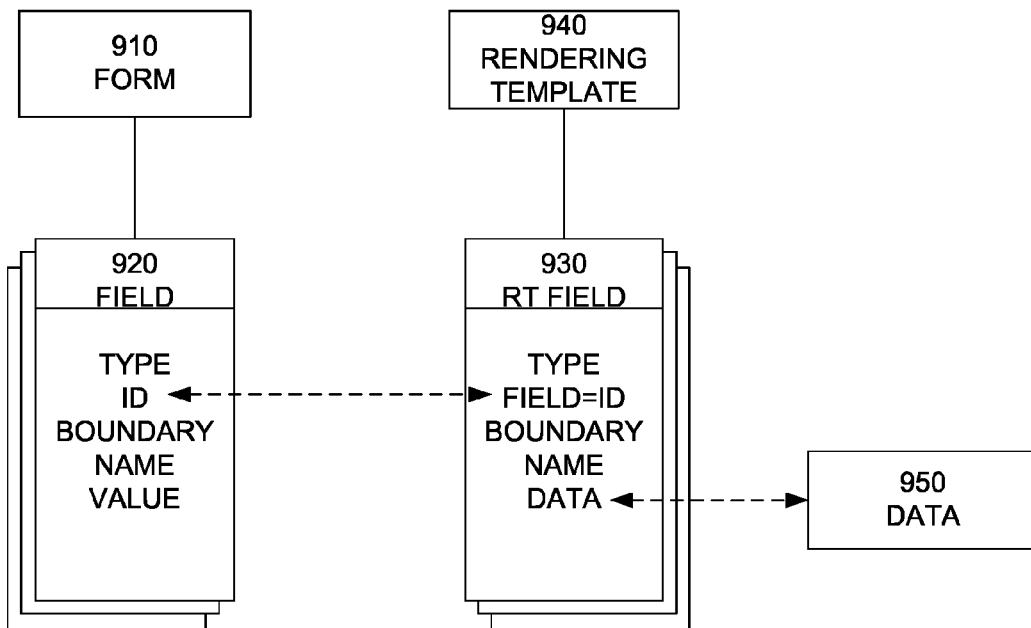 910
FORM
940
RENDERING
TEMPLATE
920
FIELD
TYPE
ID
BOUNDARY
NAME
VALUE
930
RT FIELD
TYPE
FIELD=ID
BOUNDARY
NAME
DATA
950
DATA